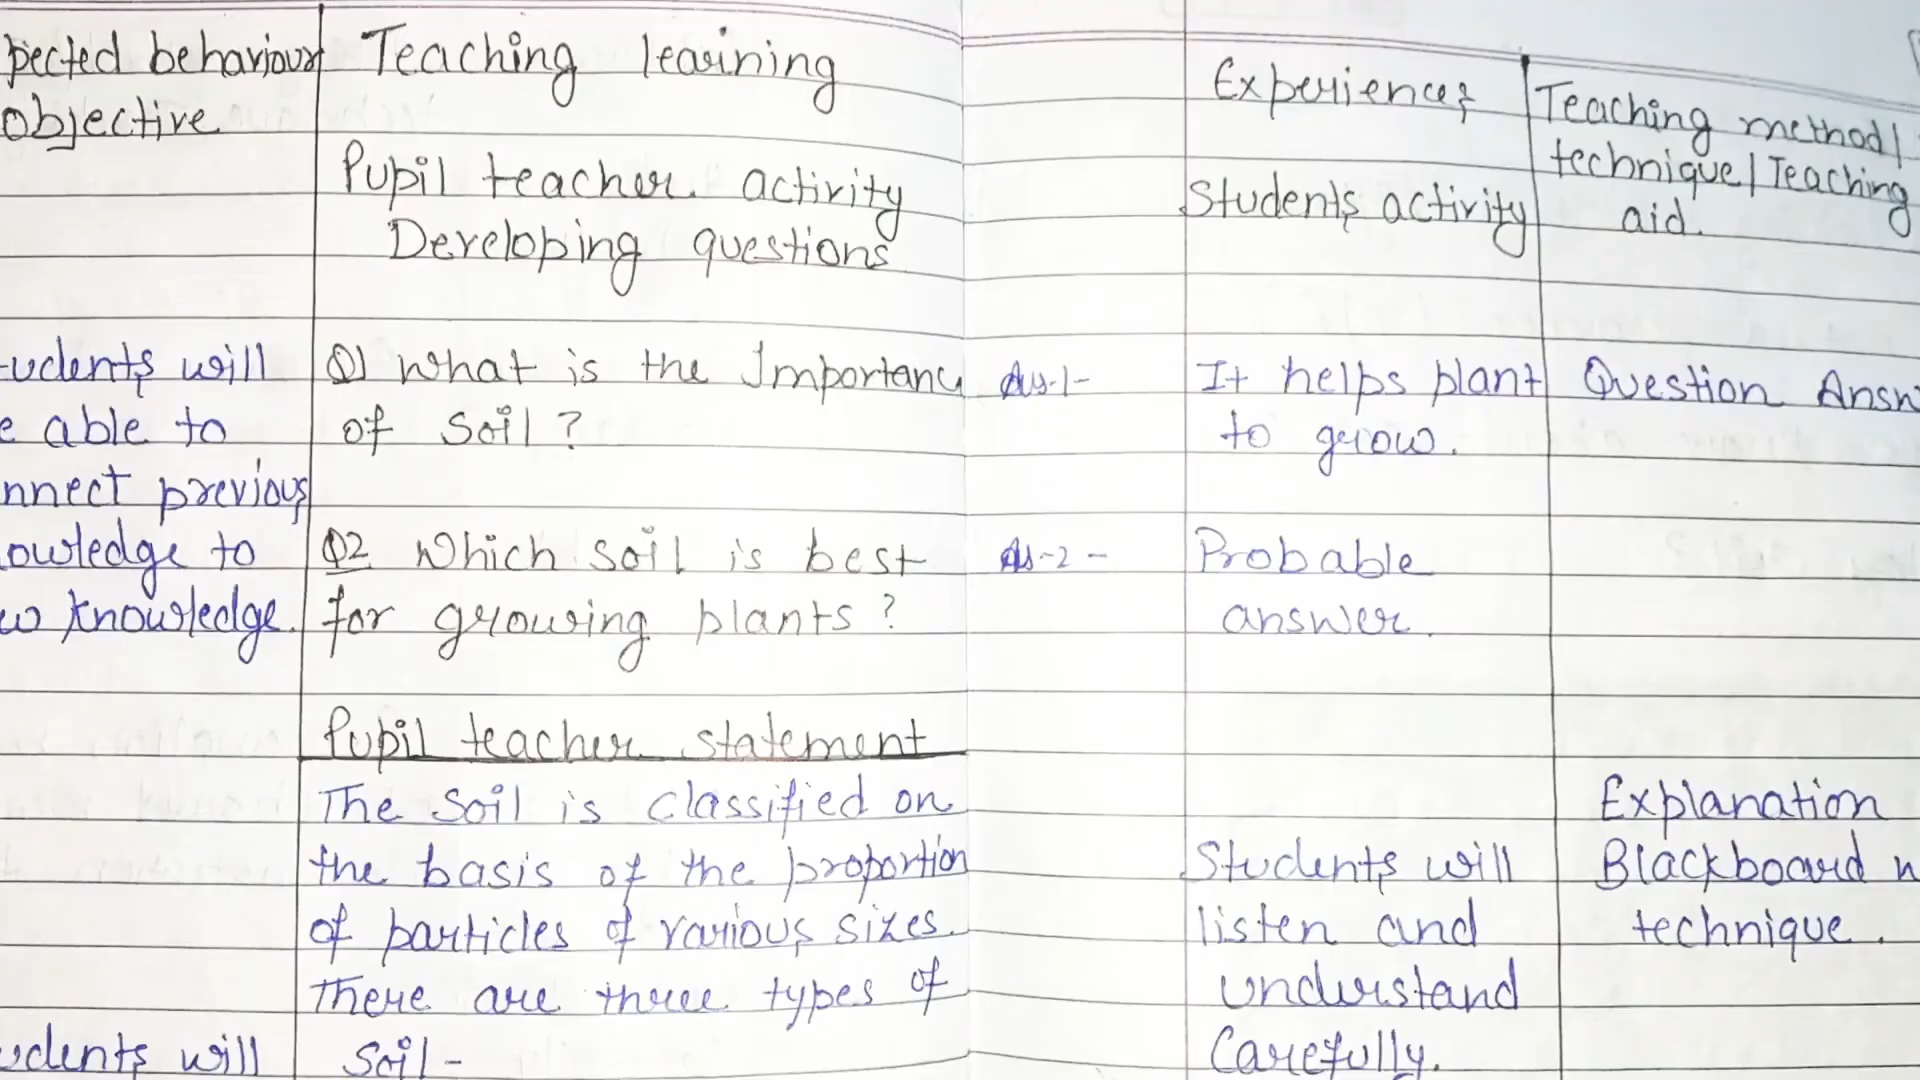 pected behaviour
objective
udents will
e able to
nnect previous
owledge to
w knowledge.
udents will
Teaching learning
Pupil teacher activity
Developing questions
Q1 What is the Importanc
of Soil?
Q2 Which soil is best
for growing plants?
Pupil teacher statement
The Soil is classified on
the basis of the proportion
of particles of various sizes.
There are three types of
Soil -
Experiences
Students activity
Ans-1- It helps plant
to grow.
Ans-2 - Probable
answer.
Students will
listen and
understand
Carefully.
Teaching method/
technique/Teaching
aid.
Question Answ
Explanation
Blackboard w
technique.